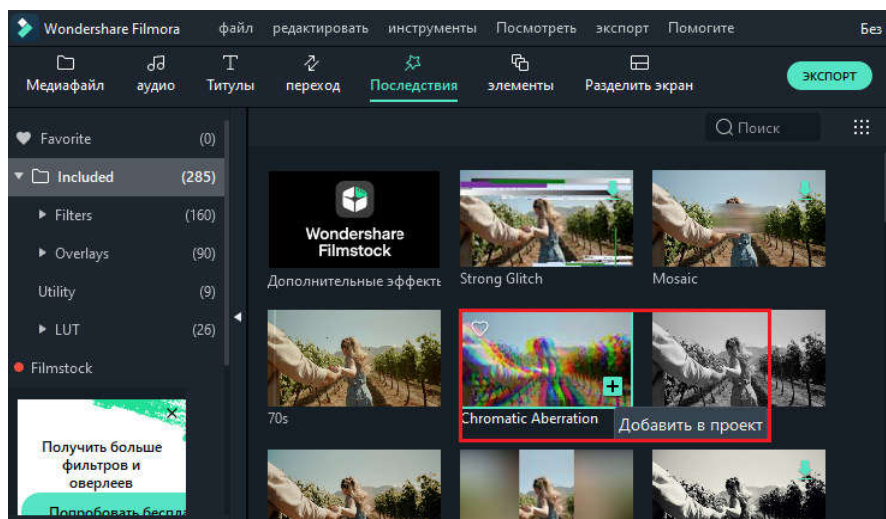 Wondershare Filmora файл редактировать инструменты Посмотреть экспорт Помогите Без
Медиафайл аудио Титулы переход Последствия элементы Разделить экран экспорт
Поиск
Favorite (0)
Included (285)
Filters (160)
Overlays (90)
Utility (9)
LUT (26)
Filmstock
Получить больше
фильтров и
оверлеев
Попробовать беспла
Wondershare
Filmstock
Дополнительные эффекть
Strong Glitch
Mosaic
70s
Chromatic Aberration
Добавить в проект